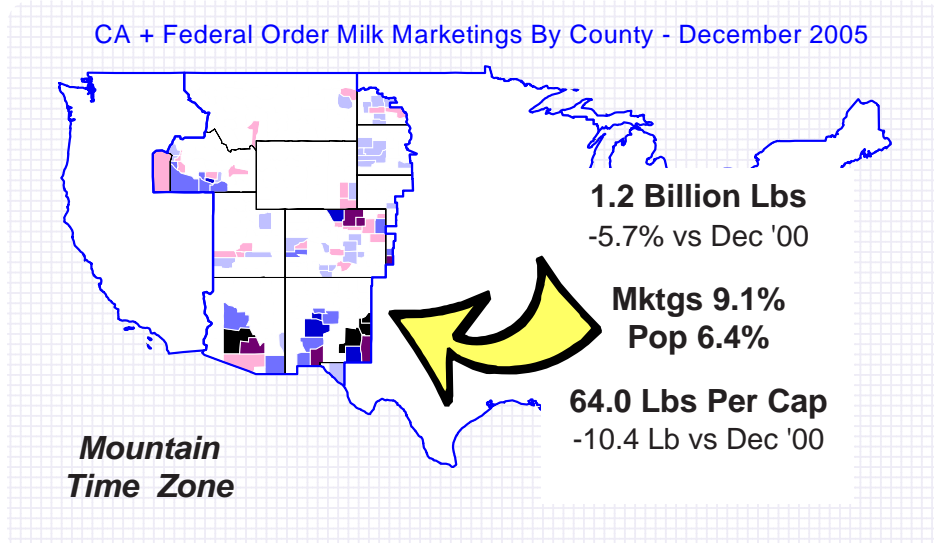 CA + Federal Order Milk Marketings By County - December 2005
1.2 Billion Lbs
-5.7% vs Dec '00
Mktgs 9.1%
Pop 6.4%
64.0 Lbs Per Cap
-10.4 Lb vs Dec '00
Mountain
Time Zone